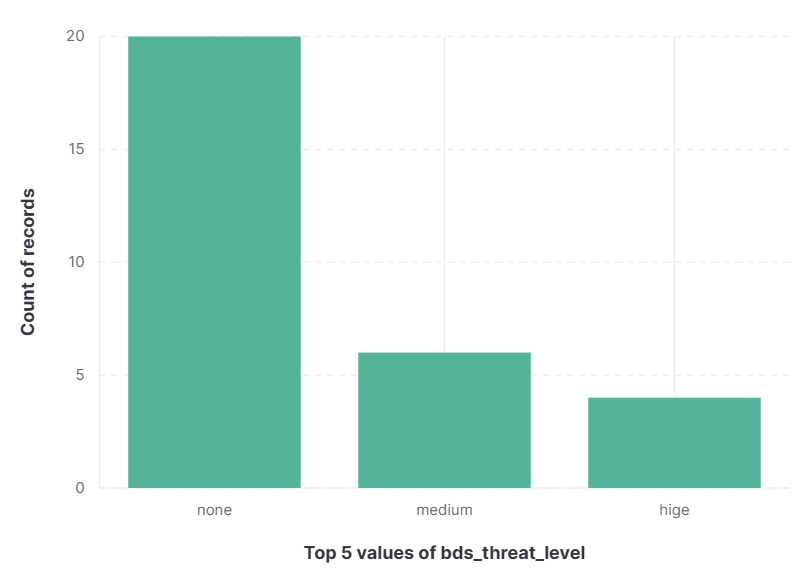 20
15
10
5
0
Count of records
none medium hige
Top 5 values of bds_threat_level